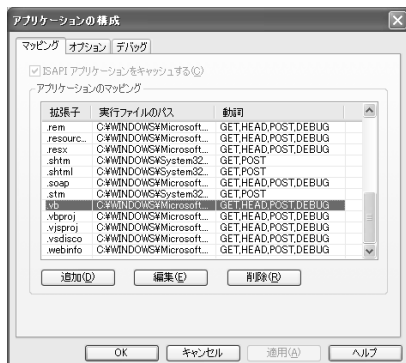 アプリケーションの構成
マッピング オプション デバッグ
ISAPI アプリケーションをキャッシュする(C)
アプリケーションのマッピング
拡張子 実行ファイルのパス 動詞
.rem C:¥WINDOWS¥Microsoft... GET,HEAD,POST,DEBUG
.resourc... C:¥WINDOWS¥Microsoft... GET,HEAD,POST,DEBUG
.resx C:¥WINDOWS¥Microsoft... GET,HEAD,POST,DEBUG
.shtm C:¥WINDOWS¥System32... GET,POST
.shtml C:¥WINDOWS¥System32... GET,POST
.soap C:¥WINDOWS¥Microsoft... GET,HEAD,POST,DEBUG
.stm C:¥WINDOWS¥System32... GET,POST
.vb C:¥WINDOWS¥Microsoft... GET,HEAD,POST,DEBUG
.vbproj C:¥WINDOWS¥Microsoft... GET,HEAD,POST,DEBUG
.vjsproj C:¥WINDOWS¥Microsoft... GET,HEAD,POST,DEBUG
.vsdisco C:¥WINDOWS¥Microsoft... GET,HEAD,POST,DEBUG
.webinfo C:¥WINDOWS¥Microsoft... GET,HEAD,POST,DEBUG
追加(D) 編集(E) 削除(R)
OK キャンセル 適用(A) ヘルプ